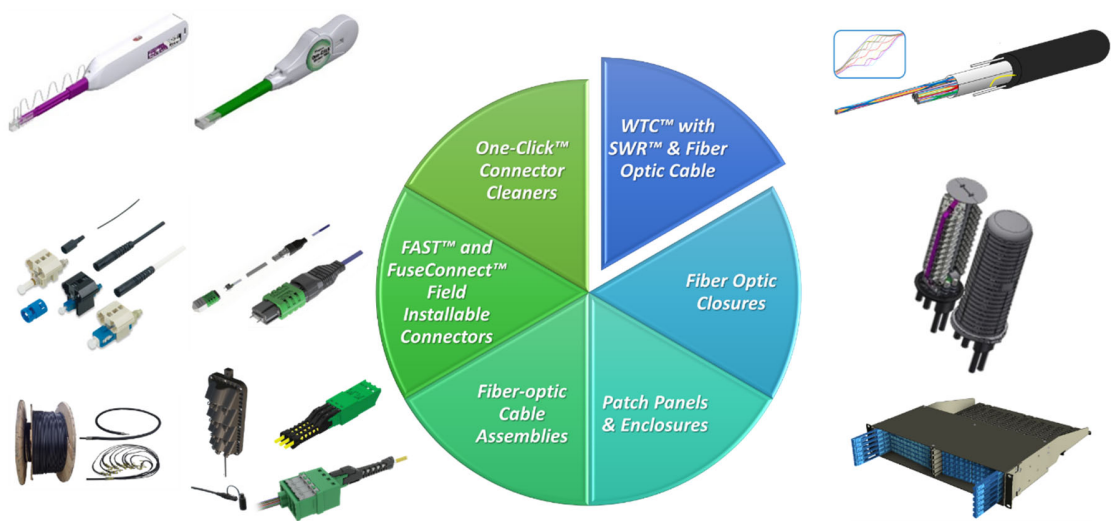 One-Click™
Connector
Cleaners
WTC™ with
SWR™ & Fiber
Optic Cable
FAST™ and
FuseConnect™
Field
Installable
Connectors
Fiber Optic
Closures
Fiber-optic
Cable
Assemblies
Patch Panels
& Enclosures